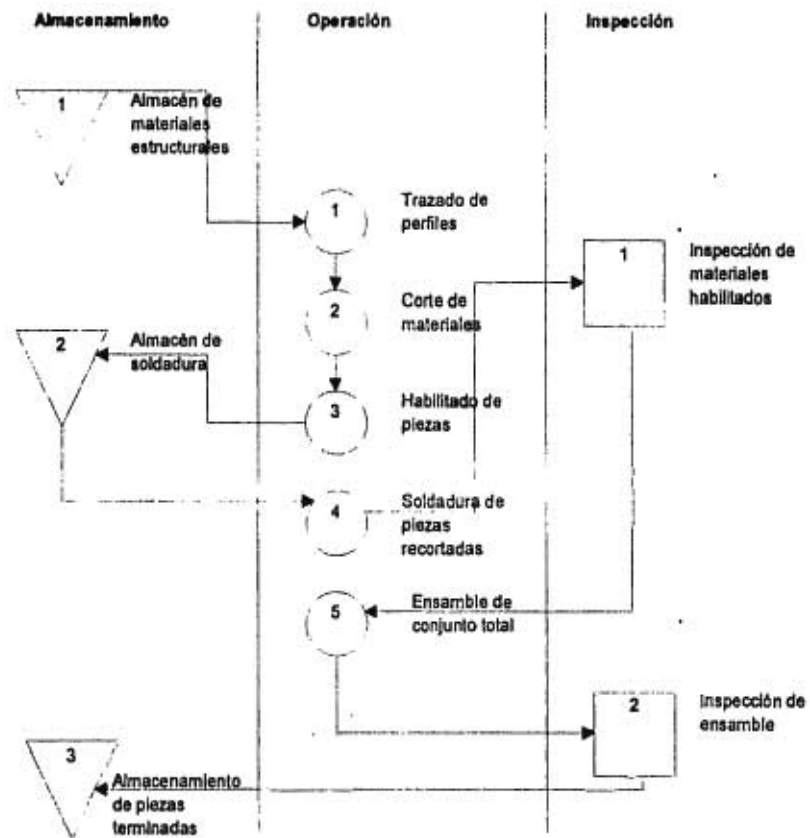 Almacenamiento
Operación
Inspección
1
Almacén de
materiales
estructurales
1
Trazado de
perfiles
1
Inspección de
materiales
habilitados
2
Corte de
materiales
2
Almacén de
soldadura
3
Habilitado de
piezas
4
Soldadura de
piezas
recortadas
5
Ensamble de
conjunto total
2
Inspección de
ensamble
3
Almacenamiento
de piezas
terminadas